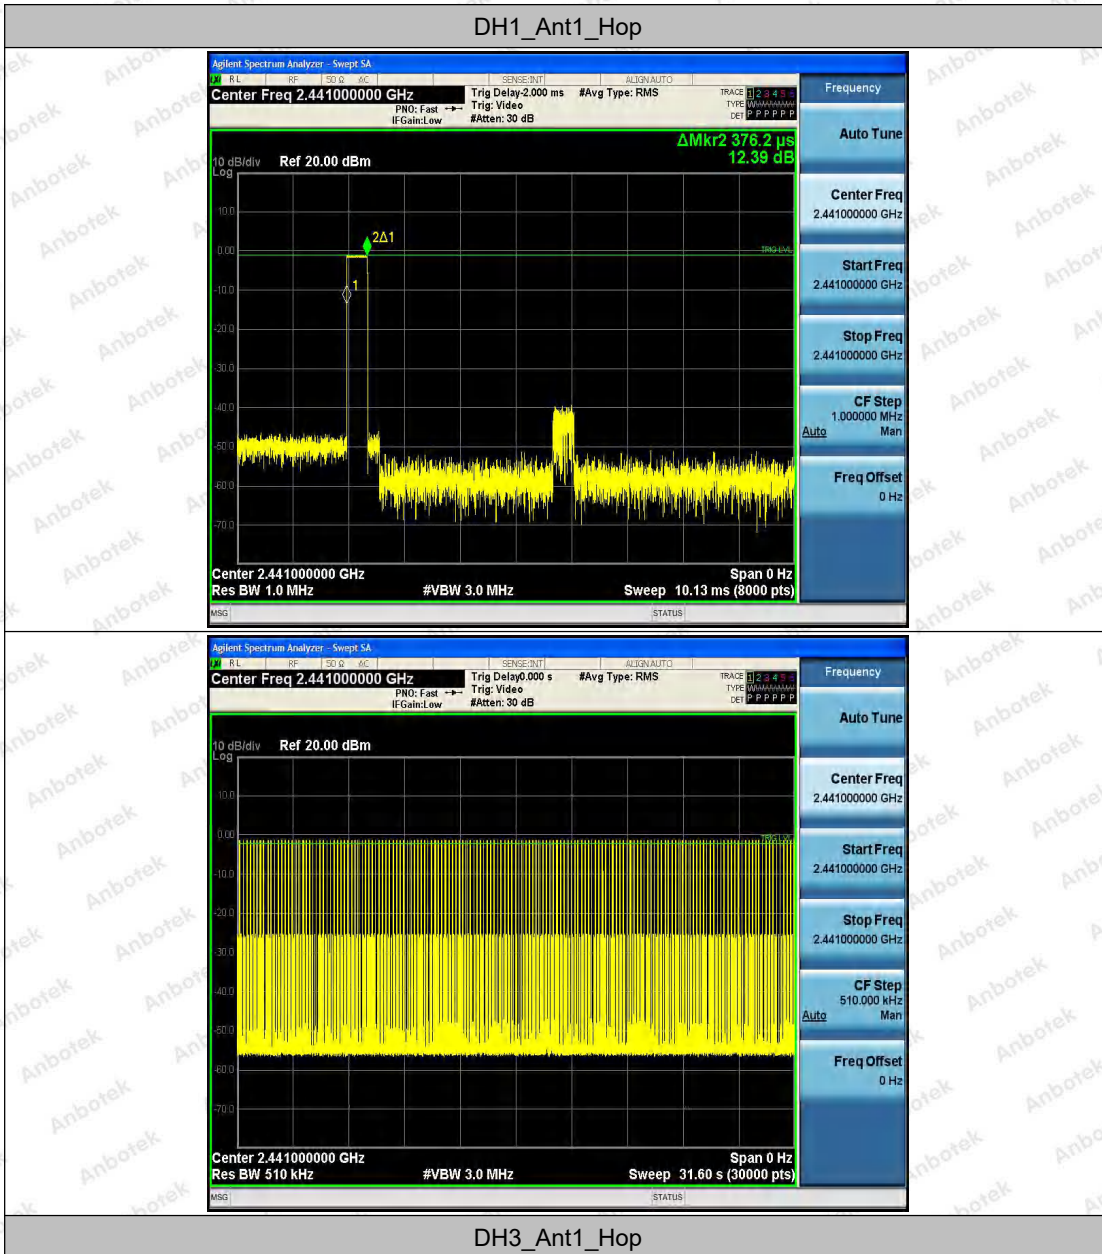 DH1_Ant1_Hop
Agilent Spectrum Analyzer - Swept SA
RL RF 50 Ω AC SENSE:INT ALIGN AUTO
Center Freq 2.441000000 GHz
PNO: Fast
IFGain:Low
Trig Delay-2.000 ms
Trig: Video
#Atten: 30 dB
#Avg Type: RMS
TRACE 1 2 3 4 5 6
TYPE
DET P P P P P P
ΔMkr2 376.2 µs
12.39 dB
10 dB/div Ref 20.00 dBm
Log
10.0
0.00
-10.0
-20.0
-30.0
-40.0
-50.0
-60.0
-70.0
2Δ1
1
TRIG LVL
Center 2.441000000 GHz Span 0 Hz
Res BW 1.0 MHz #VBW 3.0 MHz Sweep 10.13 ms (8000 pts)
MSG STATUS
Frequency
Auto Tune
Center Freq
2.441000000 GHz
Start Freq
2.441000000 GHz
Stop Freq
2.441000000 GHz
CF Step
1.000000 MHz
Auto Man
Freq Offset
0 Hz
Agilent Spectrum Analyzer - Swept SA
RL RF 50 Ω AC SENSE:INT ALIGN AUTO
Center Freq 2.441000000 GHz
PNO: Fast
IFGain:Low
Trig Delay0.000 s
Trig: Video
#Atten: 30 dB
#Avg Type: RMS
TRACE 1 2 3 4 5 6
TYPE
DET P P P P P P
10 dB/div Ref 20.00 dBm
Log
10.0
0.00
-10.0
-20.0
-30.0
-40.0
-50.0
-60.0
-70.0
TRIG LVL
Center 2.441000000 GHz Span 0 Hz
Res BW 510 kHz #VBW 3.0 MHz Sweep 31.60 s (30000 pts)
MSG STATUS
Frequency
Auto Tune
Center Freq
2.441000000 GHz
Start Freq
2.441000000 GHz
Stop Freq
2.441000000 GHz
CF Step
510.000 kHz
Auto Man
Freq Offset
0 Hz
DH3_Ant1_Hop
Anbotek